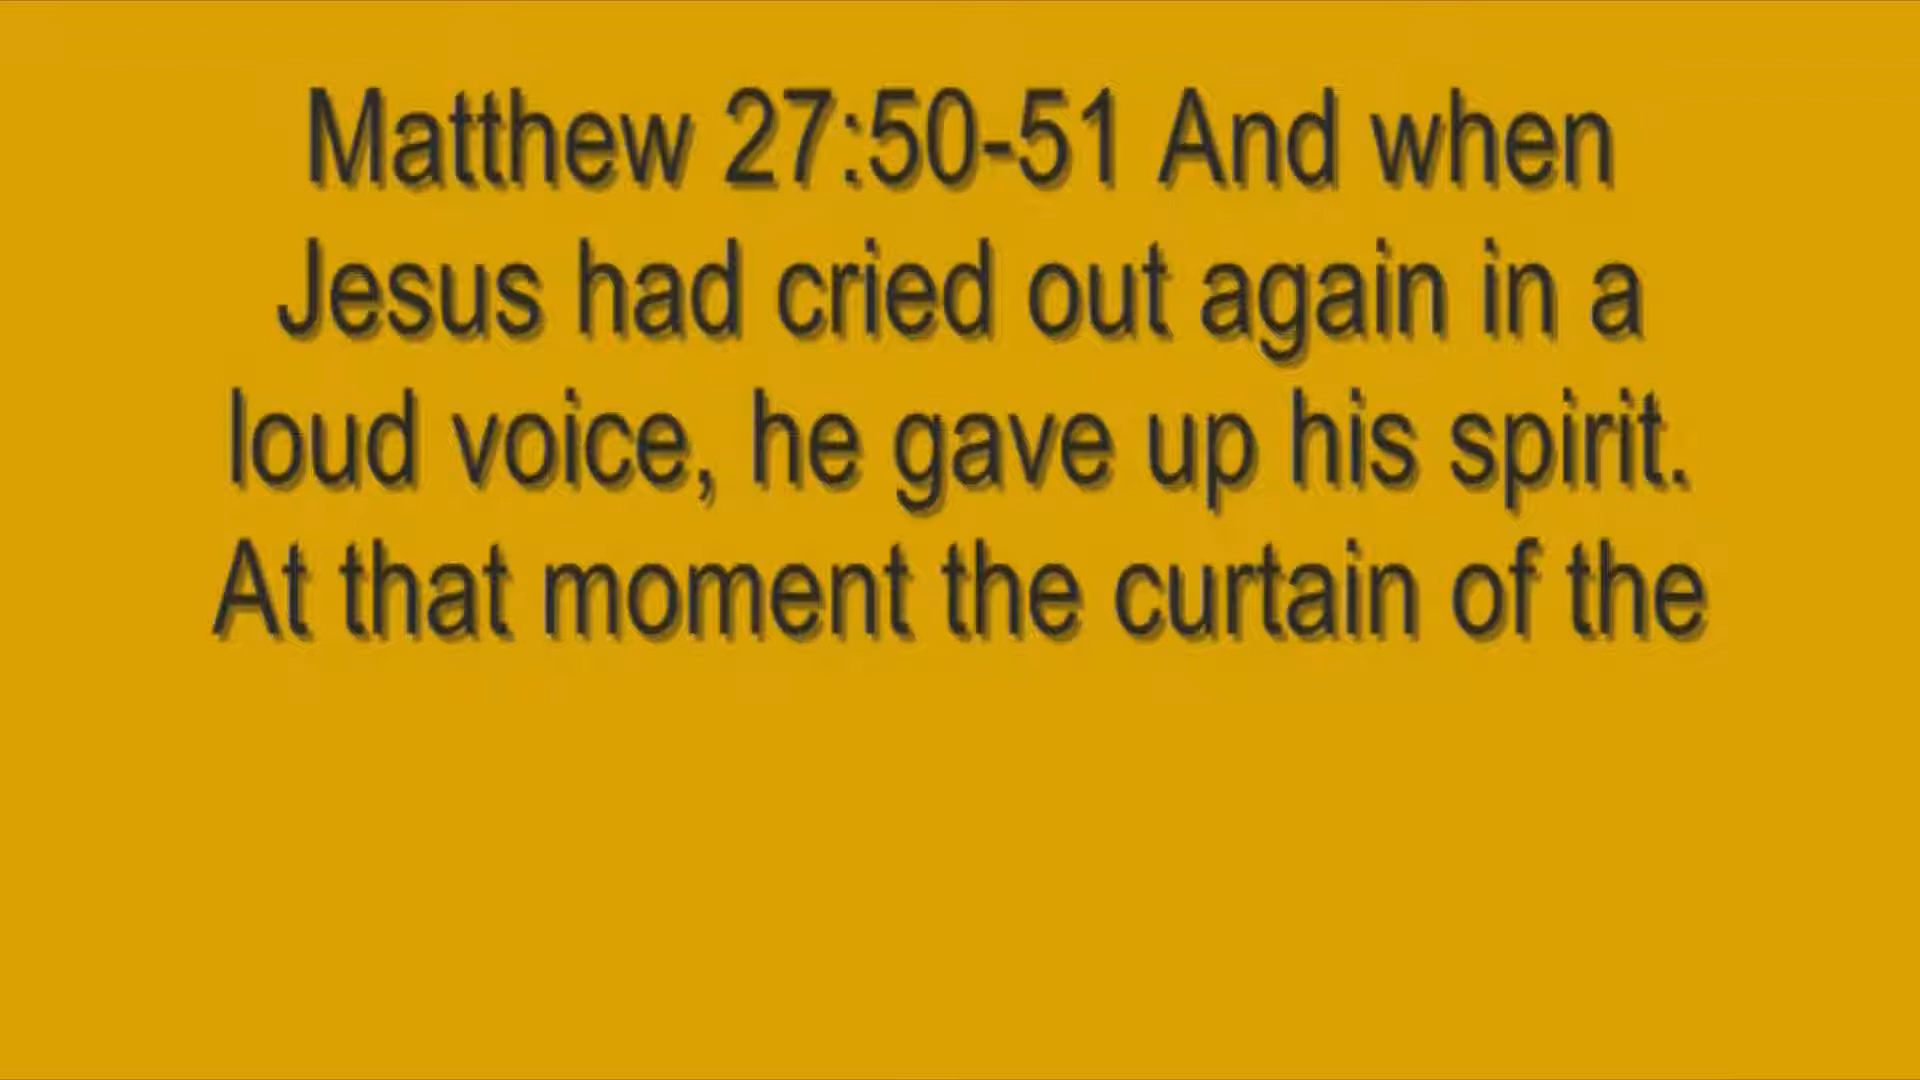 Matthew 27:50-51 And when
Jesus had cried out again in a
loud voice, he gave up his spirit.
At that moment the curtain of the